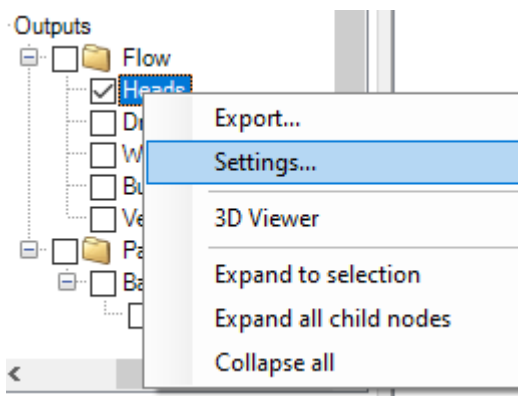 Outputs
Flow
Heads
Export...
Settings...
3D Viewer
Expand to selection
Expand all child nodes
Collapse all